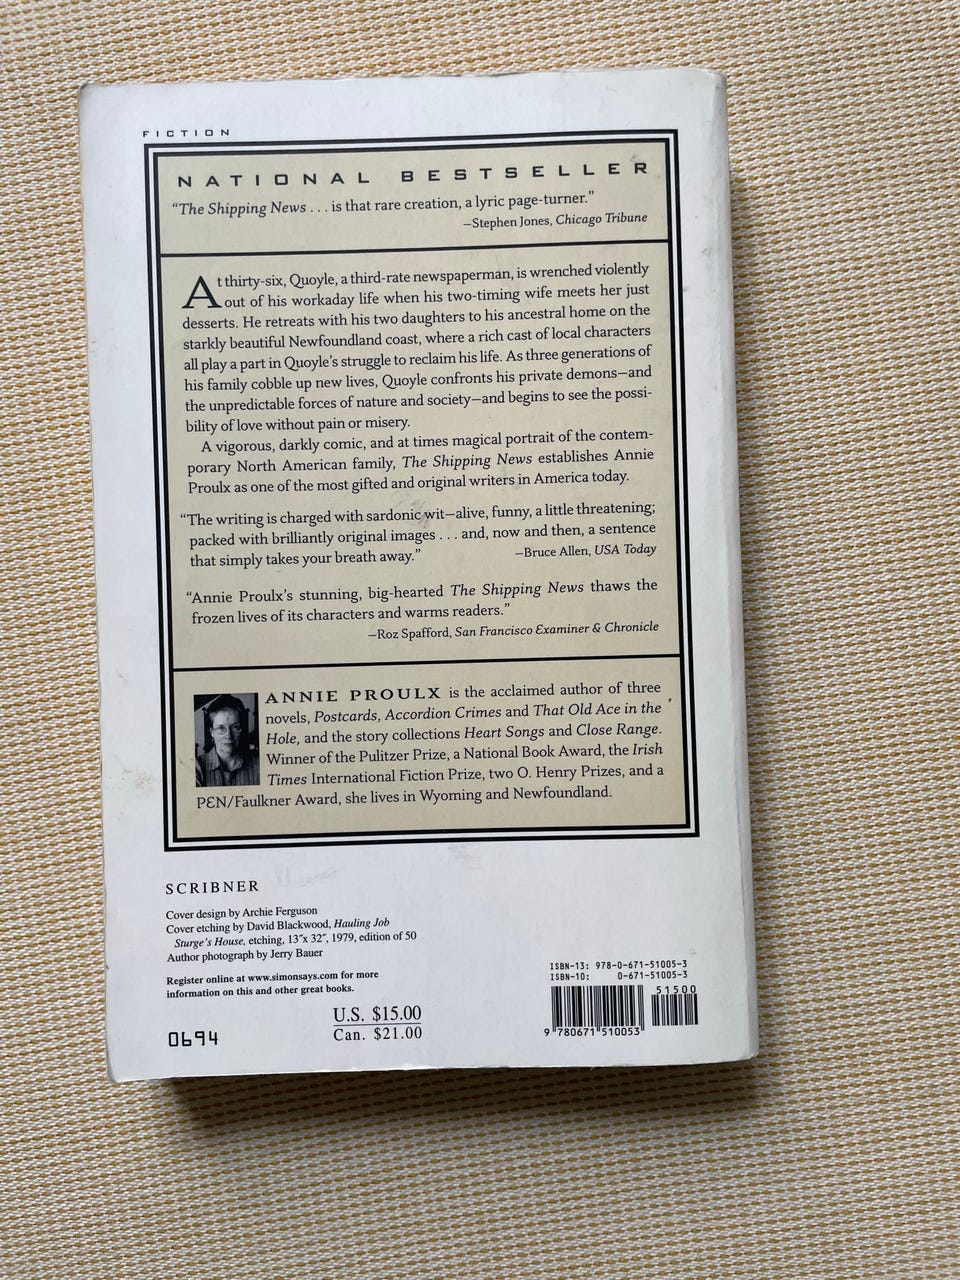 FICTION
NATIONAL BESTSELLER
“The Shipping News . . . is that rare creation, a lyric page-turner.”
—Stephen Jones, Chicago Tribune
At thirty-six, Quoyle, a third-rate newspaperman, is wrenched violently
out of his workaday life when his two-timing wife meets her just
desserts. He retreats with his two daughters to his ancestral home on the
starkly beautiful Newfoundland coast, where a rich cast of local characters
all play a part in Quoyle’s struggle to reclaim his life. As three generations of
his family cobble up new lives, Quoyle confronts his private demons—and
the unpredictable forces of nature and society—and begins to see the possi-
bility of love without pain or misery.
A vigorous, darkly comic, and at times magical portrait of the contem-
porary North American family, The Shipping News establishes Annie
Proulx as one of the most gifted and original writers in America today.
“The writing is charged with sardonic wit—alive, funny, a little threatening;
packed with brilliantly original images . . . and, now and then, a sentence
that simply takes your breath away.” —Bruce Allen, USA Today
“Annie Proulx’s stunning, big-hearted The Shipping News thaws the
frozen lives of its characters and warms readers.”
—Roz Spafford, San Francisco Examiner & Chronicle
ANNIE PROULX is the acclaimed author of three
novels, Postcards, Accordion Crimes and That Old Ace in the
Hole, and the story collections Heart Songs and Close Range.
Winner of the Pulitzer Prize, a National Book Award, the Irish
Times International Fiction Prize, two O. Henry Prizes, and a
PEN/Faulkner Award, she lives in Wyoming and Newfoundland.
SCRIBNER
Cover design by Archie Ferguson
Cover etching by David Blackwood, Hauling Job
Sturge’s House, etching, 13″x 32″, 1979, edition of 50
Author photograph by Jerry Bauer
Register online at www.simonsays.com for more
information on this and other great books.
0694
U.S. $15.00
Can. $21.00
ISBN-13: 978-0-671-51005-3
ISBN-10: 0-671-51005-3
51500
9 780671 510053